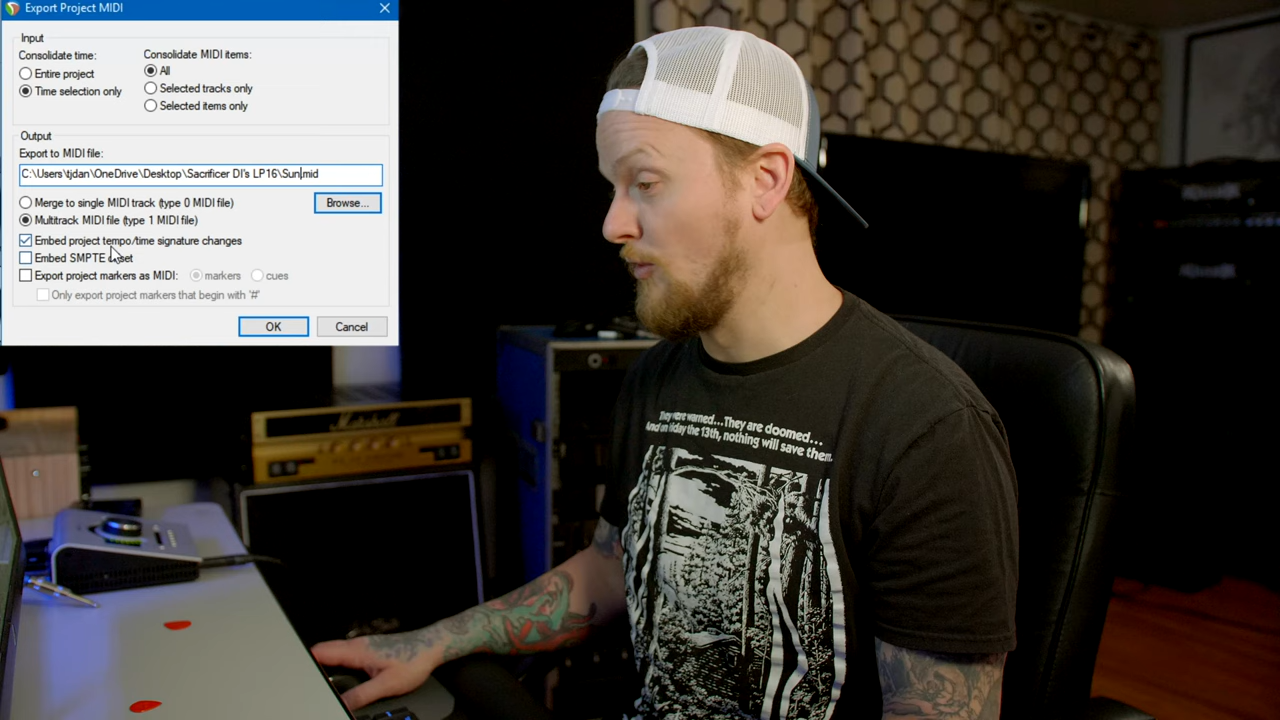 Export Project MIDI
Input
Consolidate time:
Entire project
Time selection only
Consolidate MIDI items:
All
Selected tracks only
Selected items only
Output
Export to MIDI file:
C:\Users\tjdan\OneDrive\Desktop\Sacrificer DI's LP16\Sun.mid
Merge to single MIDI track (type 0 MIDI file)
Browse...
Multitrack MIDI file (type 1 MIDI file)
Embed project tempo/time signature changes
Embed SMPTE offset
Export project markers as MIDI:
markers
cues
Only export project markers that begin with '#'
OK
Cancel
Marshall
They were warned...They are doomed...
And on friday the 13th, nothing will save them.